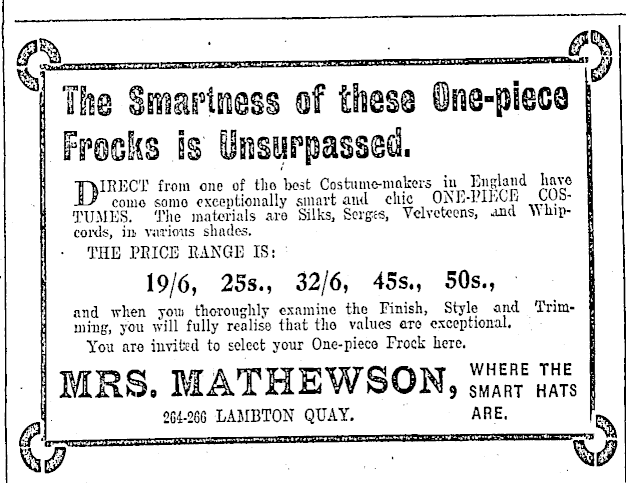 The Smartness of these One-piece
Frocks is Unsurpassed.
DIRECT from one of the best Costume-makers in England have
come some exceptionally smart and chic ONE-PIECE COS-
TUMES. The materials are Silks, Serges, Velveteens, and Whip-
cords, in various shades.
THE PRICE RANGE IS:
19/6, 25s., 32/6, 45s., 50s.,
and when you thoroughly examine the Finish, Style and Trim-
ming, you will fully realise that the values are exceptional.
You are invited to select your One-piece Frock here.
MRS. MATHEWSON, WHERE THE
SMART HATS
ARE.
264-266 LAMBTON QUAY.